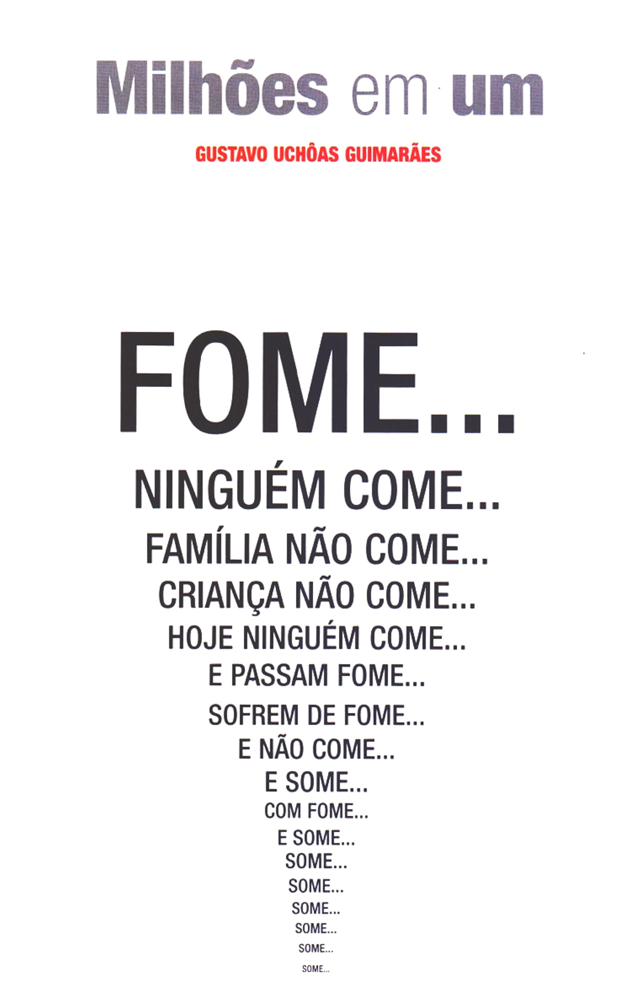 Milhões em um
GUSTAVO UCHÔAS GUIMARÃES
FOME...
NINGUÉM COME...
FAMÍLIA NÃO COME...
CRIANÇA NÃO COME...
HOJE NINGUÉM COME...
E PASSAM FOME...
SOFREM DE FOME...
E NÃO COME...
E SOME...
COM FOME...
E SOME...
SOME...
SOME...
SOME...
SOME...
SOME...
SOME...